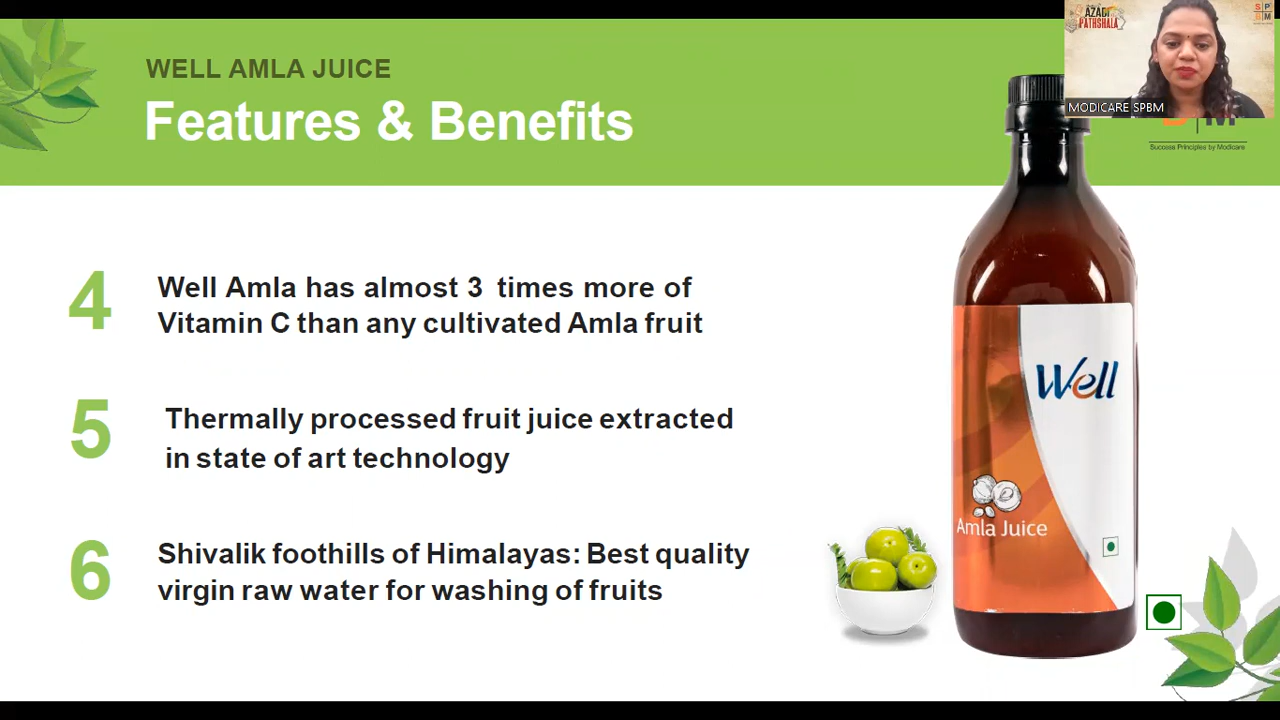 WELL AMLA JUICE
Features & Benefits
AZADI
PATHSHALA
S P
B M
MODICARE SPBM
Success Principles by Modicare
4
Well Amla has almost 3 times more of
Vitamin C than any cultivated Amla fruit
5
Thermally processed fruit juice extracted
in state of art technology
6
Shivalik foothills of Himalayas: Best quality
virgin raw water for washing of fruits
Well
Amla Juice